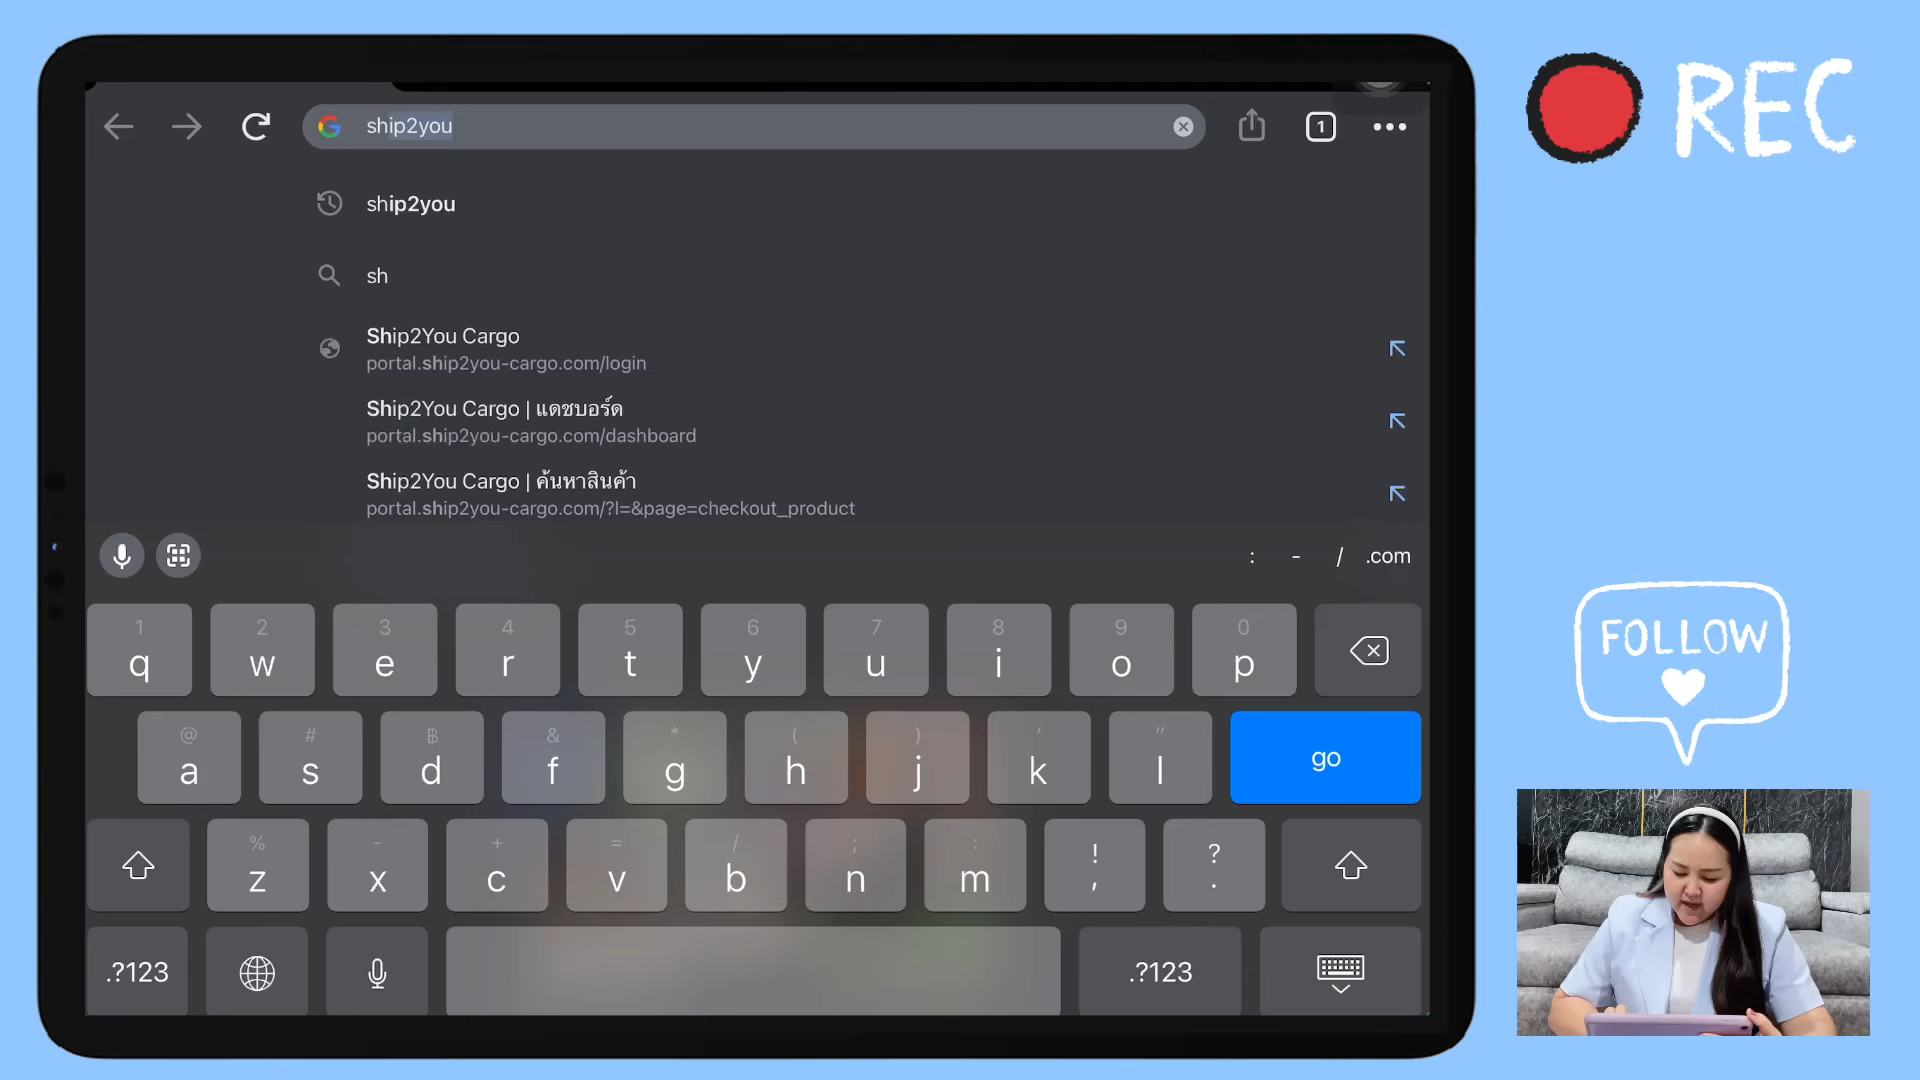 REC
ship2you
1
ship2you
sh
Ship2You Cargo
portal.ship2you-cargo.com/login
Ship2You Cargo | แดชบอร์ด
portal.ship2you-cargo.com/dashboard
Ship2You Cargo | ค้นหาสินค้า
portal.ship2you-cargo.com/?l=&page=checkout_product
: - / .com
1 2 3 4 5 6 7 8 9 0
q w e r t y u i o p
@ # ฿ & * ( ) ' "
a s d f g h j k l go
% - + = / ; : ! ?
z x c v b n m , .
.?123 .?123
FOLLOW